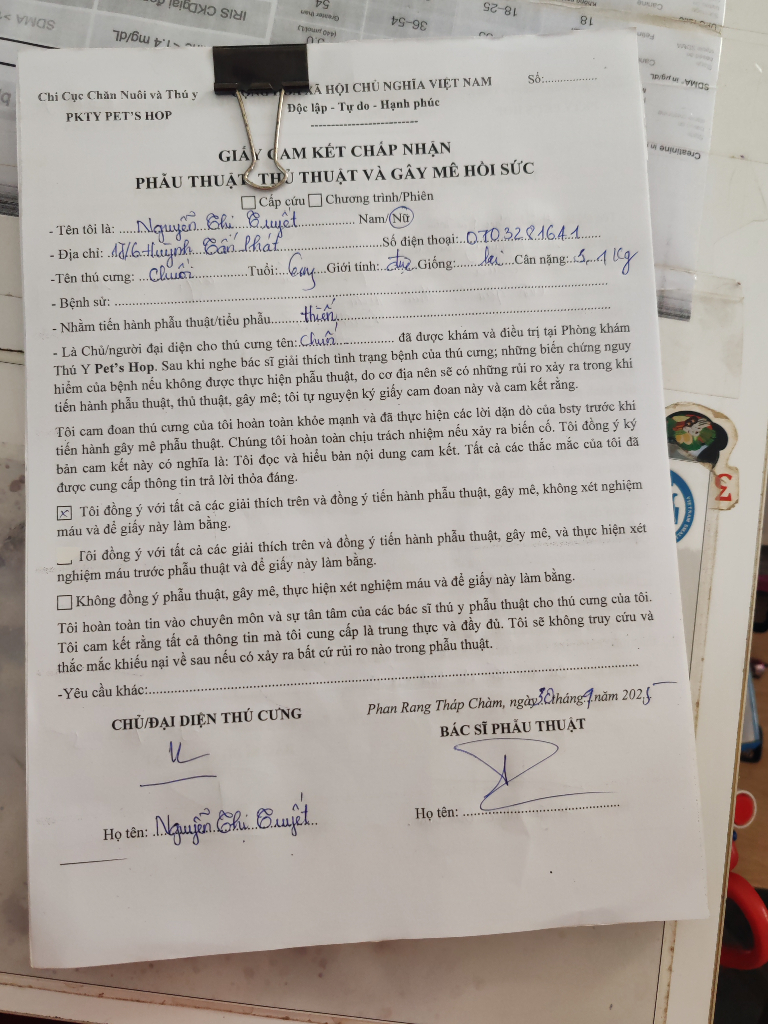 IRIS CKD
SDMA
< 1.4 mg/dL
36-54
18-25
18
54
SDMA, in µg/dL
Creatinine in
Chi Cục Chăn Nuôi và Thú y
XÃ HỘI CHỦ NGHĨA VIỆT NAM
Số:
PKTY PET'S HOP
Độc lập - Tự do - Hạnh phúc
GIẤY CAM KẾT CHẤP NHẬN
PHẪU THUẬT, THỦ THUẬT VÀ GÂY MÊ HỒI SỨC
Cấp cứu Chương trình/Phiên
- Tên tôi là: Nguyễn Thi Tuyết Nam/Nữ
- Địa chỉ: Huỳnh Tấn Phát Số điện thoại: 0703281641
-Tên thú cưng: Chuối Tuổi: Giới tính: đực Giống: lai Cân nặng: Kg
- Bệnh sử:
- Nhằm tiến hành phẫu thuật/tiểu phẫu thiến
- Là Chủ/người đại diện cho thú cưng tên: Chuối đã được khám và điều trị tại Phòng khám
Thú Y Pet's Hop. Sau khi nghe bác sĩ giải thích tình trạng bệnh của thú cưng; những biến chứng nguy
hiểm của bệnh nếu không được thực hiện phẫu thuật, do cơ địa nên sẽ có những rủi ro xảy ra trong khi
tiến hành phẫu thuật, thủ thuật, gây mê; tôi tự nguyện ký giấy cam đoan này và cam kết rằng.
Tôi cam đoan thú cưng của tôi hoàn toàn khỏe mạnh và đã thực hiện các lời dặn dò của bsty trước khi
tiến hành gây mê phẫu thuật. Chúng tôi hoàn toàn chịu trách nhiệm nếu xảy ra biến cố. Tôi đồng ý ký
bản cam kết này có nghĩa là: Tôi đọc và hiểu bản nội dung cam kết. Tất cả các thắc mắc của tôi đã
được cung cấp thông tin trả lời thỏa đáng.
Tôi đồng ý với tất cả các giải thích trên và đồng ý tiến hành phẫu thuật, gây mê, không xét nghiệm
máu và để giấy này làm bằng.
Tôi đồng ý với tất cả các giải thích trên và đồng ý tiến hành phẫu thuật, gây mê, và thực hiện xét
nghiệm máu trước phẫu thuật và để giấy này làm bằng.
Không đồng ý phẫu thuật, gây mê, thực hiện xét nghiệm máu và để giấy này làm bằng.
Tôi hoàn toàn tin vào chuyên môn và sự tân tâm của các bác sĩ thú y phẫu thuật cho thú cưng của tôi.
Tôi cam kết rằng tất cả thông tin mà tôi cung cấp là trung thực và đầy đủ. Tôi sẽ không truy cứu và
thắc mắc khiếu nại về sau nếu có xảy ra bất cứ rủi ro nào trong phẫu thuật.
-Yêu cầu khác:
Phan Rang Tháp Chàm, ngày 30 tháng 9 năm 2025
CHỦ/ĐẠI DIỆN THÚ CƯNG
BÁC SĨ PHẪU THUẬT
Họ tên: Nguyễn Thi Tuyết
Họ tên: